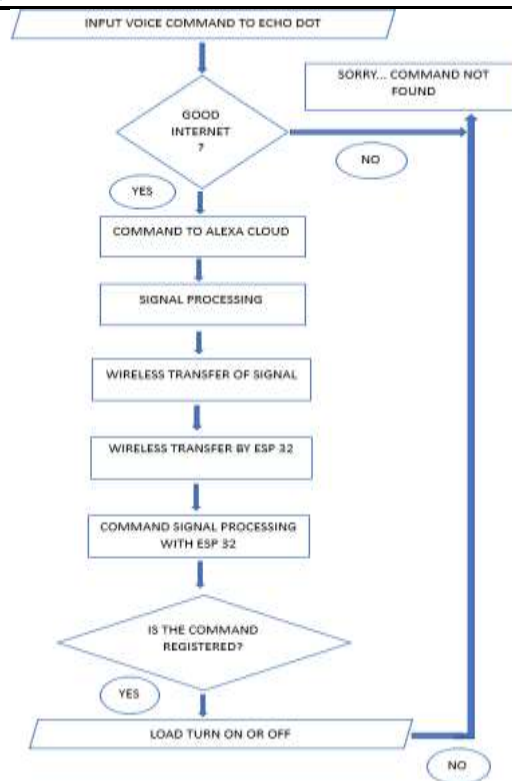 INPUT VOICE COMMAND TO ECHO DOT
SORRY... COMMAND NOT
FOUND
GOOD
INTERNET
?
NO
YES
COMMAND TO ALEXA CLOUD
SIGNAL PROCESSING
WIRELESS TRANSFER OF SIGNAL
WIRELESS TRANSFER BY ESP 32
COMMAND SIGNAL PROCESSING
WITH ESP 32
IS THE COMMAND
REGISTERED?
YES
LOAD TURN ON OR OFF
NO